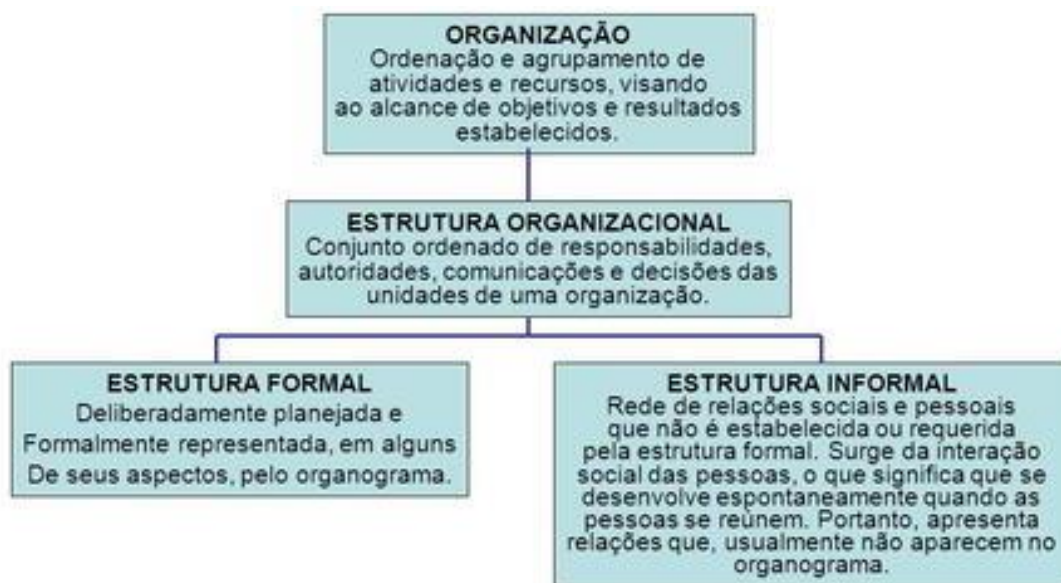 ORGANIZAÇÃO
Ordenação e agrupamento de
atividades e recursos, visando
ao alcance de objetivos e resultados
estabelecidos.
ESTRUTURA ORGANIZACIONAL
Conjunto ordenado de responsabilidades,
autoridades, comunicações e decisões das
unidades de uma organização.
ESTRUTURA FORMAL
Deliberadamente planejada e
Formalmente representada, em alguns
De seus aspectos, pelo organograma.
ESTRUTURA INFORMAL
Rede de relações sociais e pessoais
que não é estabelecida ou requerida
pela estrutura formal. Surge da interação
social das pessoas, o que significa que se
desenvolve espontaneamente quando as
pessoas se reúnem. Portanto, apresenta
relações que, usualmente não aparecem no
organograma.